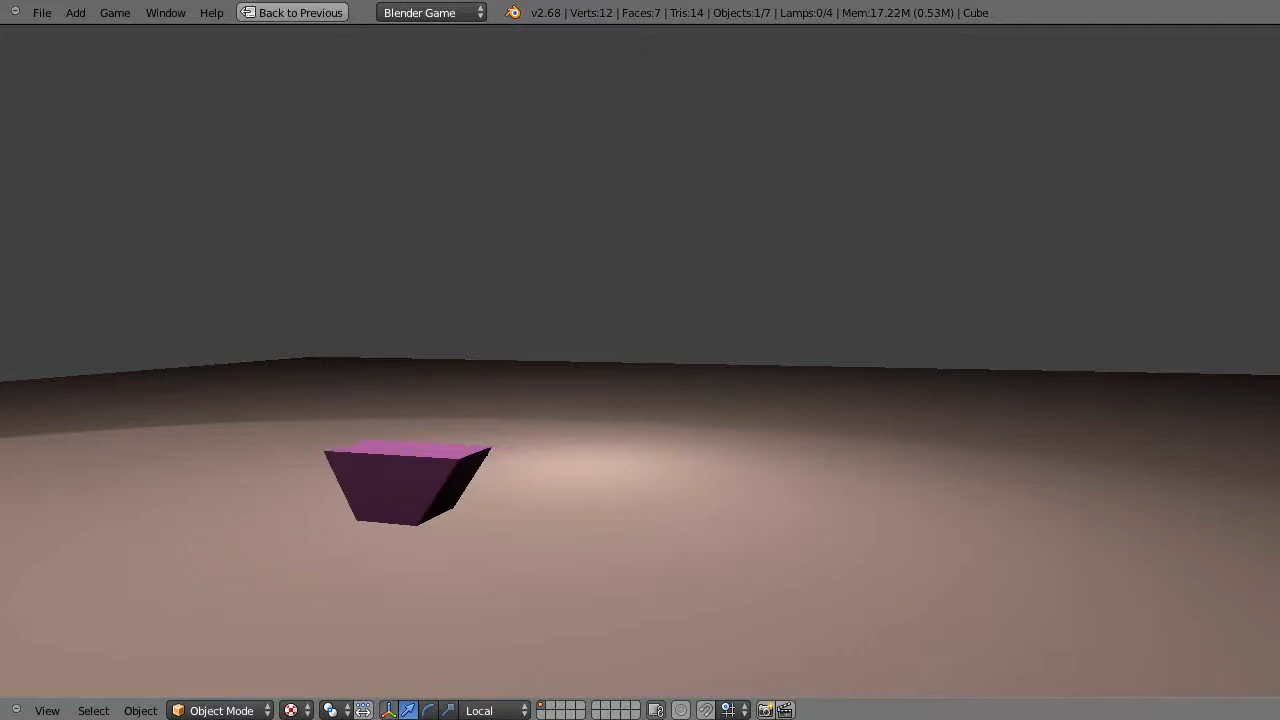 File Add Game Window Help Back to Previous Blender Game v2.68 | Verts:12 | Faces:7 | Tris:14 | Objects:1/7 | Lamps:0/4 | Mem:17.22M (0.53M) | Cube
View Select Object Object Mode Local